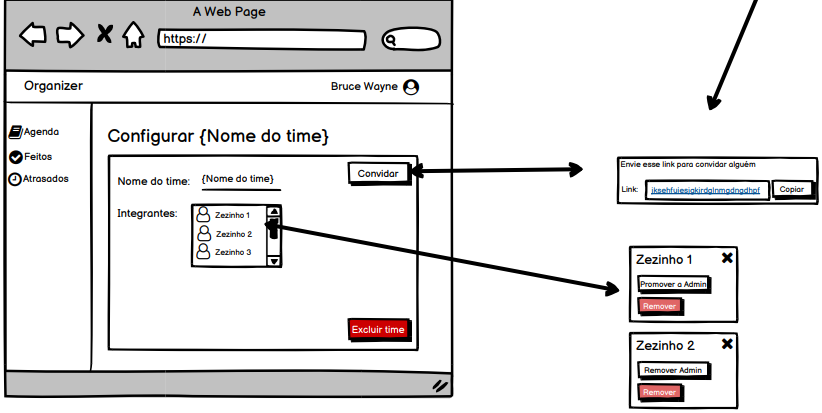 A Web Page
https://
Organizer
Bruce Wayne
Agenda
Feitos
Atrasados
Configurar {Nome do time}
Nome do time:
{Nome do time}
Convidar
Integrantes:
Zezinho 1
Zezinho 2
Zezinho 3
Excluir time
Envie esse link para convidar alguém
Link:
Copiar
Zezinho 1
Promover a Admin
Remover
Zezinho 2
Remover Admin
Remover